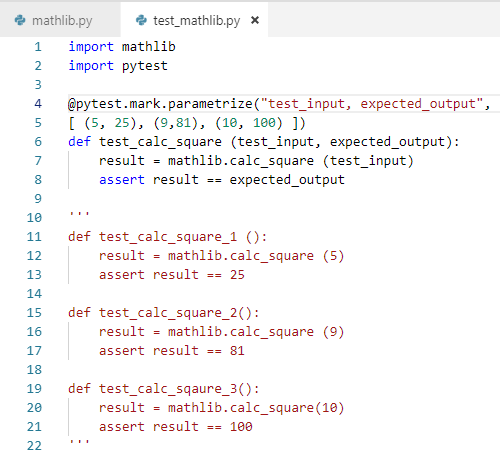 mathlib.py test_mathlib.py ×
1 import mathlib
2 import pytest
3
4 @pytest.mark.parametrize("test_input, expected_output",
5 [ (5, 25), (9,81), (10, 100) ])
6 def test_calc_square (test_input, expected_output):
7     result = mathlib.calc_square (test_input)
8     assert result == expected_output
9
10 '''
11 def test_calc_square_1 ():
12     result = mathlib.calc_square (5)
13     assert result == 25
14
15 def test_calc_square_2():
16     result = mathlib.calc_square (9)
17     assert result == 81
18
19 def test_calc_sqaure_3():
20     result = mathlib.calc_square(10)
21     assert result == 100
22 '''